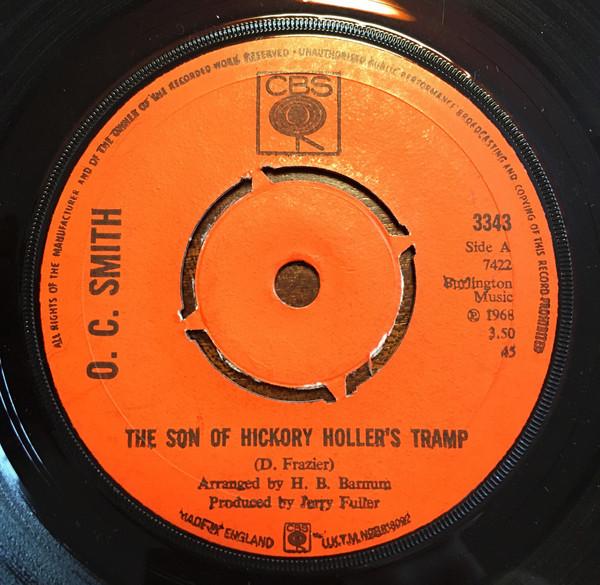 ALL RIGHTS OF THE MANUFACTURER AND OF THE OWNER OF THE RECORDED WORK RESERVED · UNAUTHORISED PUBLIC PERFORMANCE BROADCASTING AND COPYING OF THIS RECORD PROHIBITED
CBS
O. C. SMITH
3343
Side A
7422
Burlington
Music
℗ 1968
3.50
45
THE SON OF HICKORY HOLLER'S TRAMP
(D. Frazier)
Arranged by H. B. Barnum
Produced by Jerry Fuller
MADE IN ENGLAND
CBS